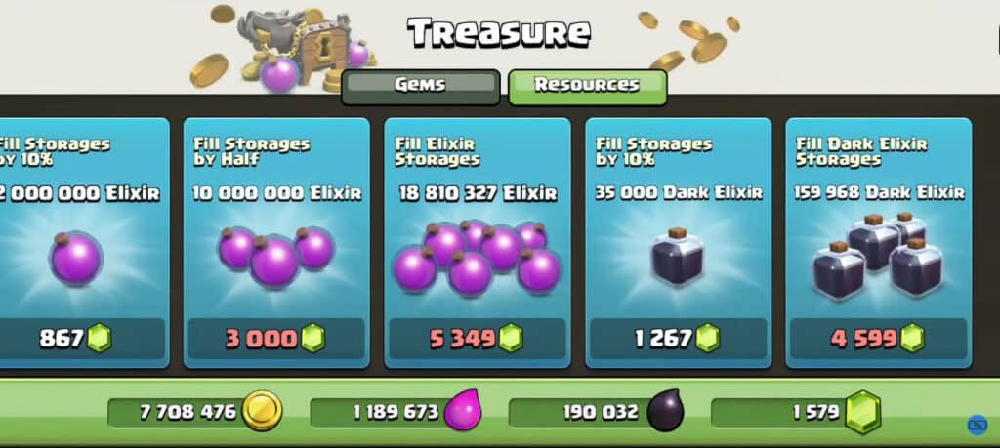 Treasure
Gems
Resources
Fill Storages
by 10%
2 000 000 Elixir
867
Fill Storages
by Half
10 000 000 Elixir
3 000
Fill Elixir
Storages
18 810 327 Elixir
5 349
Fill Storages
by 10%
35 000 Dark Elixir
1 267
Fill Dark Elixir
Storages
159 968 Dark Elixir
4 599
7 708 476
1 189 673
190 032
1 579